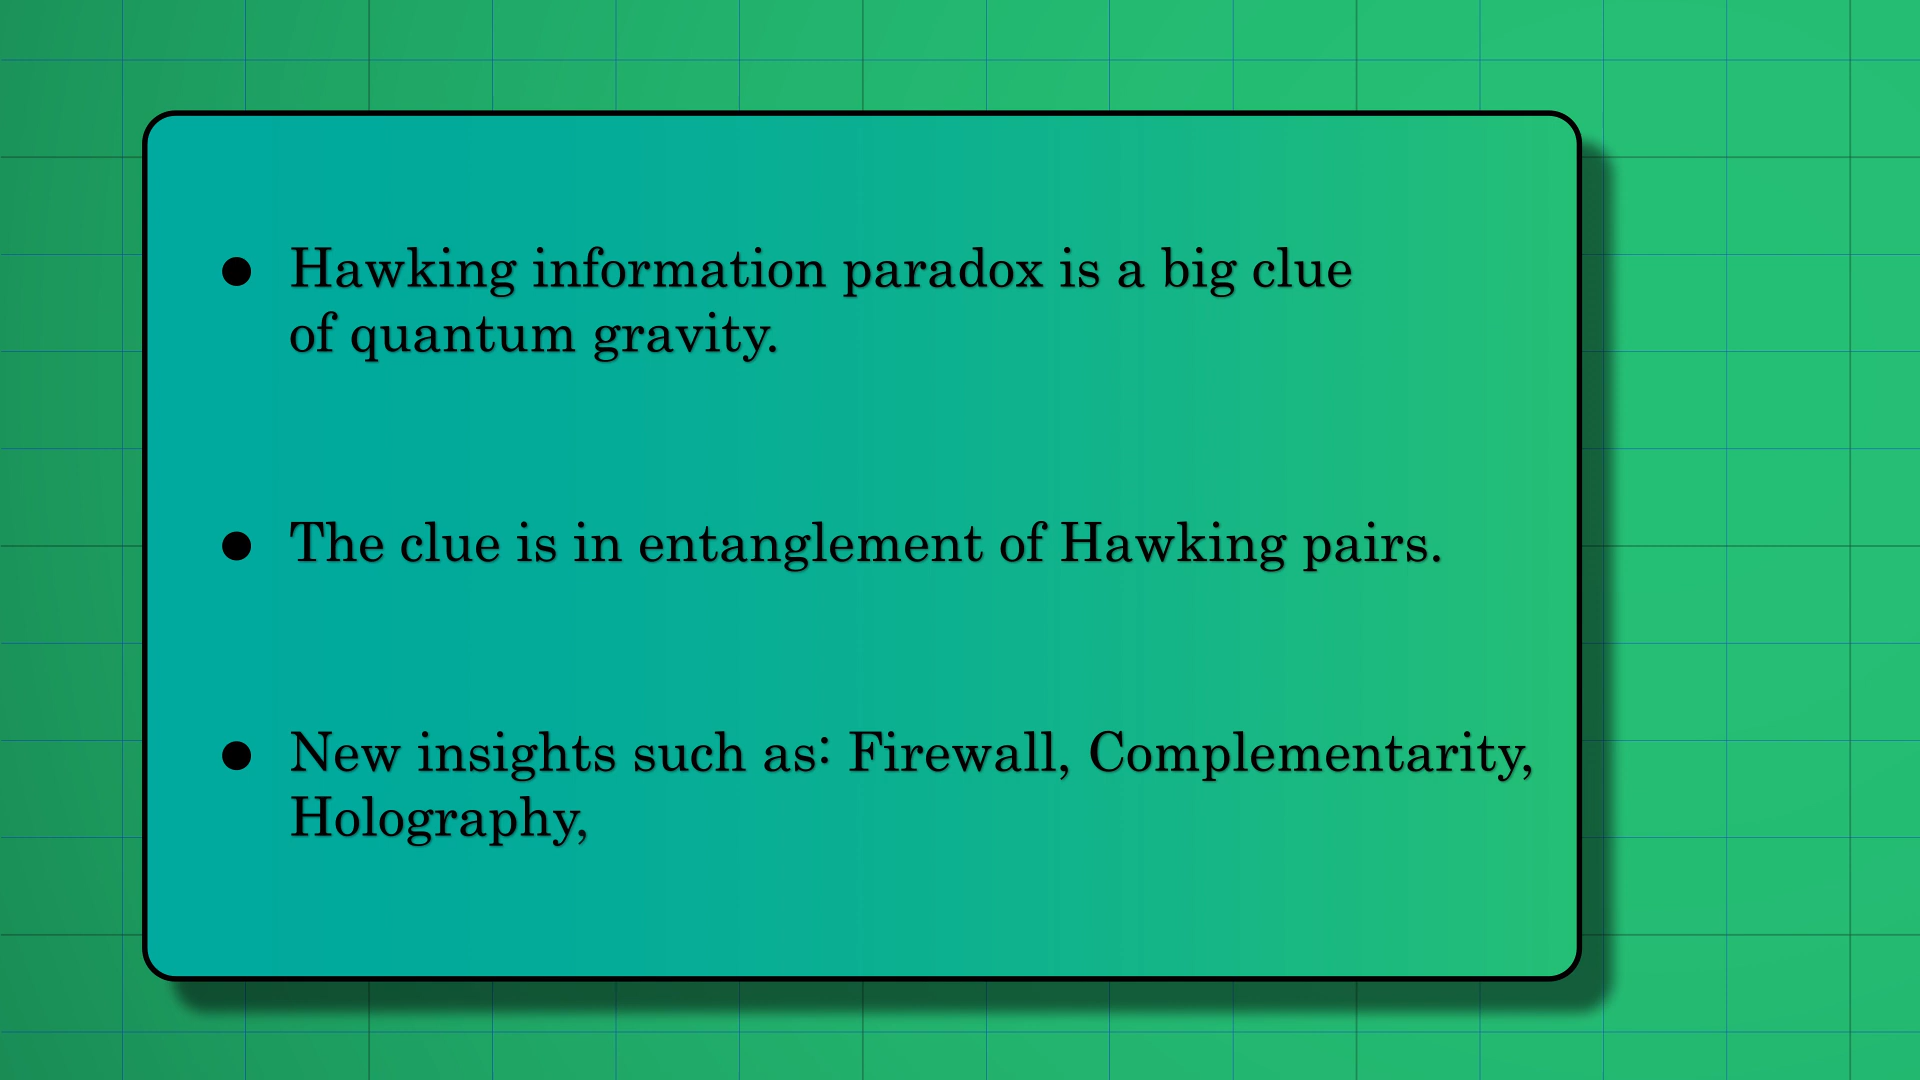 ● Hawking information paradox is a big clue
of quantum gravity.
● The clue is in entanglement of Hawking pairs.
● New insights such as: Firewall, Complementarity,
Holography,